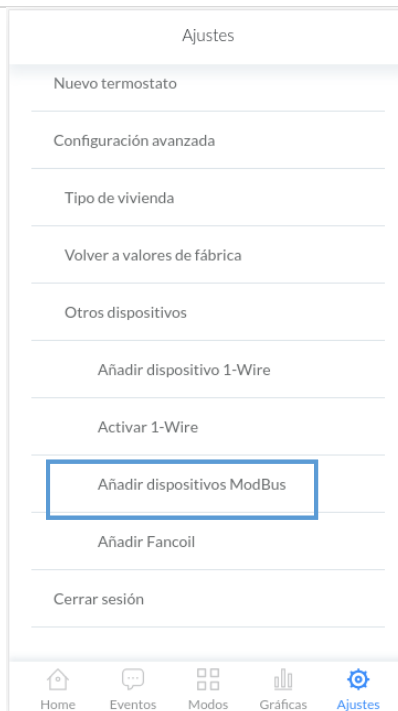 Ajustes
Nuevo termostato
Configuración avanzada
Tipo de vivienda
Volver a valores de fábrica
Otros dispositivos
Añadir dispositivo 1-Wire
Activar 1-Wire
Añadir dispositivos ModBus
Añadir Fancoil
Cerrar sesión
Home Eventos Modos Gráficas Ajustes